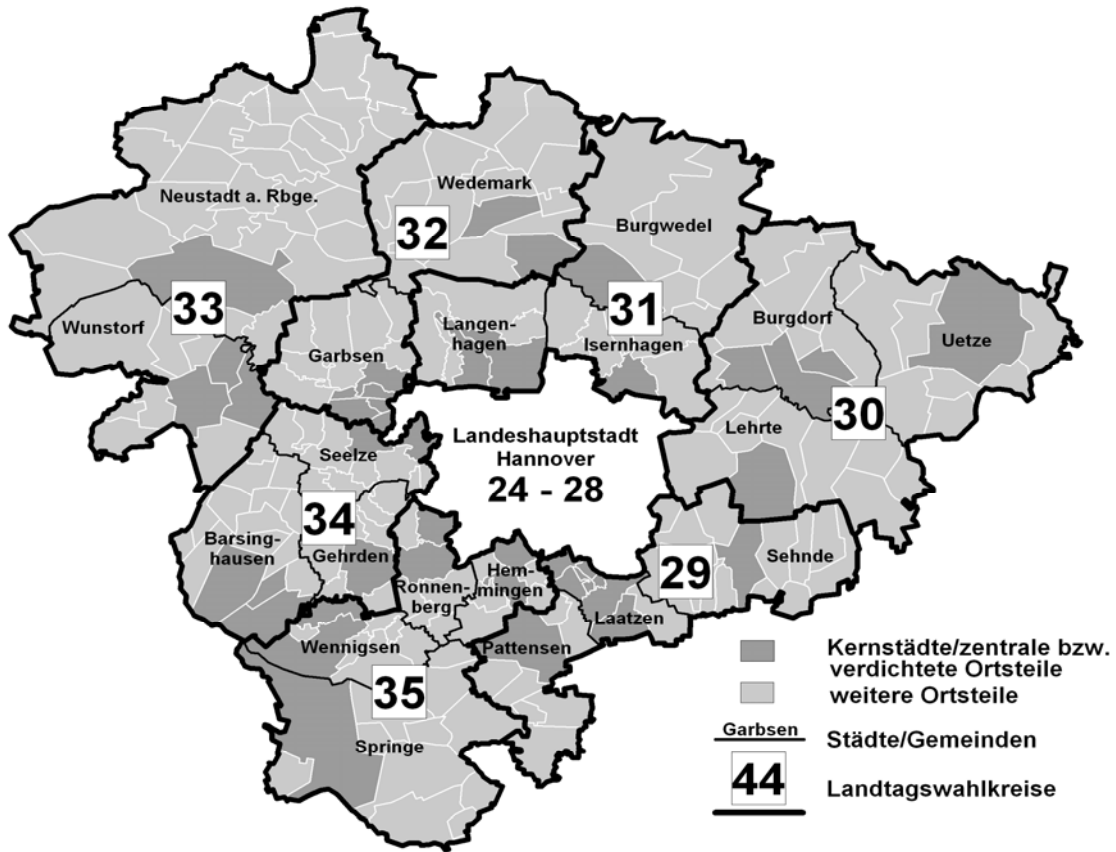 Neustadt a. Rbge.
Wedemark
32
Burgwedel
33
Wunstorf
Garbsen
Langen-
hagen
31
Isernhagen
Burgdorf
Uetze
30
Lehrte
Landeshauptstadt
Hannover
24 - 28
Seelze
34
Barsing-
hausen
Gehrden
Ronnen-
berg
Hem-
mingen
29
Sehnde
Laatzen
Wennigsen
Pattensen
35
Springe
Kernstädte/zentrale bzw.
verdichtete Ortsteile
weitere Ortsteile
Garbsen
Städte/Gemeinden
44
Landtagswahlkreise